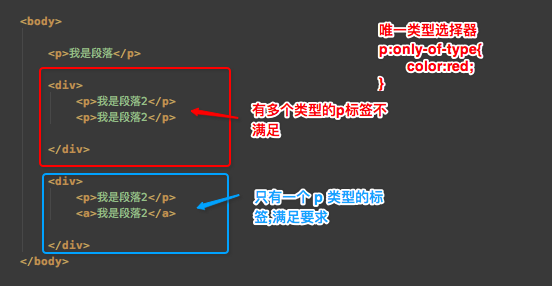 <body>
<p>我是段落</p>
<div>
<p>我是段落2</p>
<p>我是段落2</p>
</div>
<div>
<p>我是段落2</p>
<a>我是段落2</a>
</div>
</body>
唯一类型选择器
p:only-of-type{
color:red;
}
有多个类型的p标签不
满足
只有一个 p 类型的标
签,满足要求